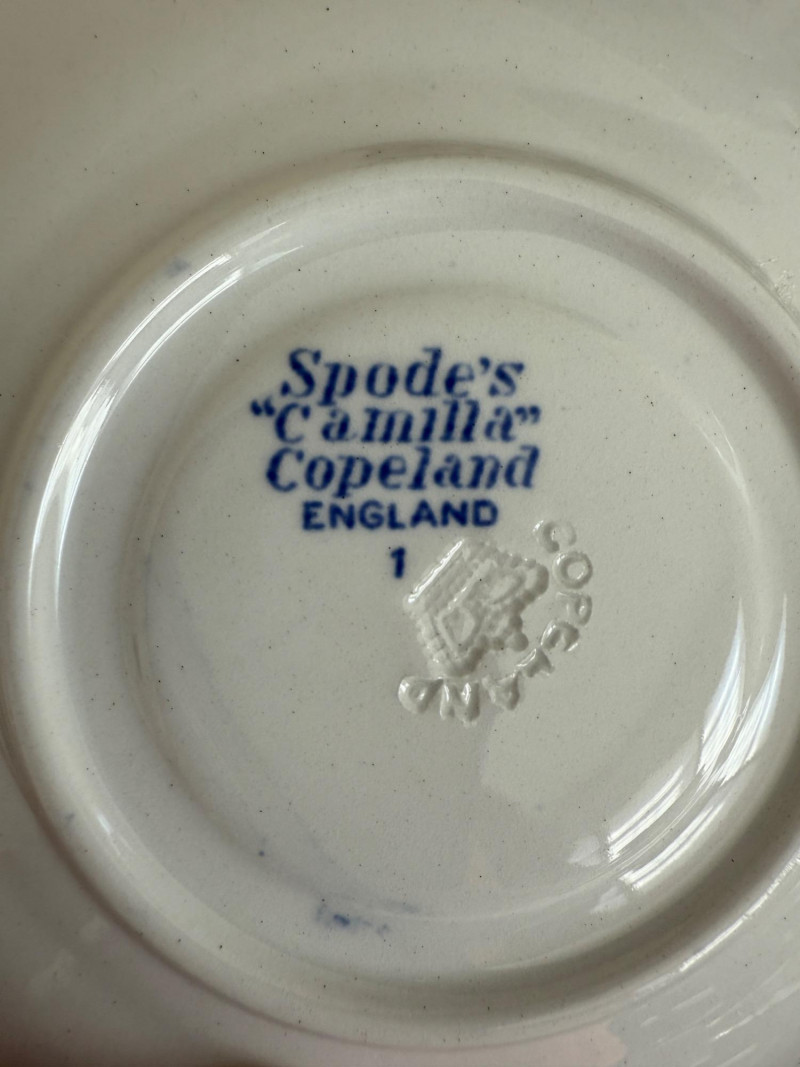 Spode's
"Camilla"
Copeland
ENGLAND
1
COPELAND